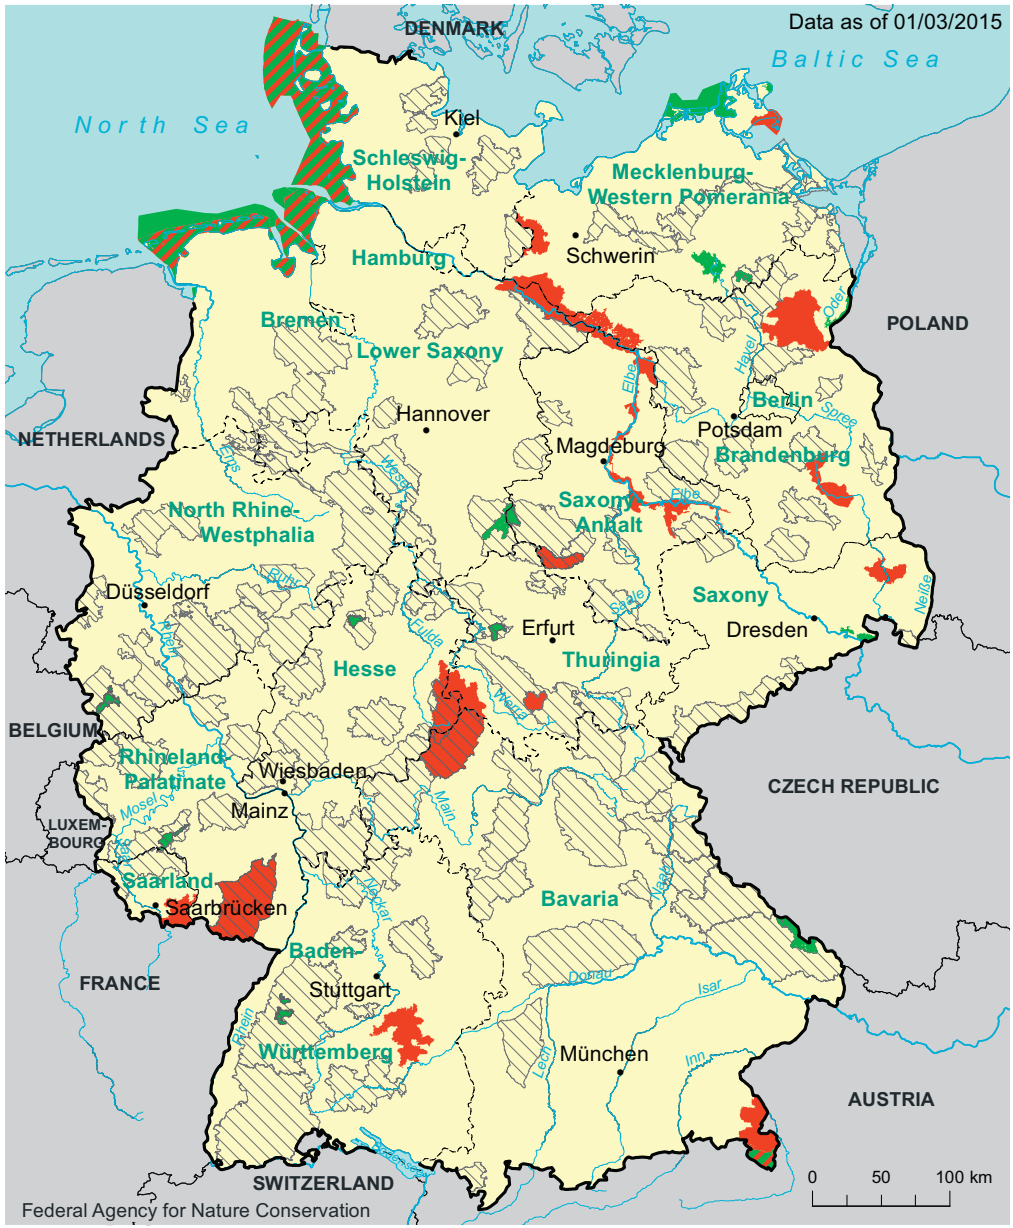 DENMARK
Data as of 01/03/2015
Baltic Sea
North Sea
Kiel
Schleswig-
Holstein
Mecklenburg-
Western Pomerania
Schwerin
Hamburg
Oder
POLAND
Bremen
Lower Saxony
Havel
Elbe
Berlin
Hannover
Spree
Potsdam
NETHERLANDS
Magdeburg
Brandenburg
Ems
Weser
Saxony-
Anhalt
Elbe
North Rhine-
Westphalia
Ruhr
Düsseldorf
Saale
Saxony
Neiße
Rhein
Fulda
Erfurt
Dresden
Hesse
Thuringia
Werra
BELGIUM
Rhineland-
Palatinate
Wiesbaden
CZECH REPUBLIC
Mosel
Mainz
Main
LUXEM-
BOURG
Saarland
Neckar
Naab
Saarbrücken
Bavaria
Baden-
FRANCE
Donau
Stuttgart
Isar
Rhein
Württemberg
Lech
München
Inn
AUSTRIA
Bodensee
SWITZERLAND
0 50 100 km
Federal Agency for Nature Conservation